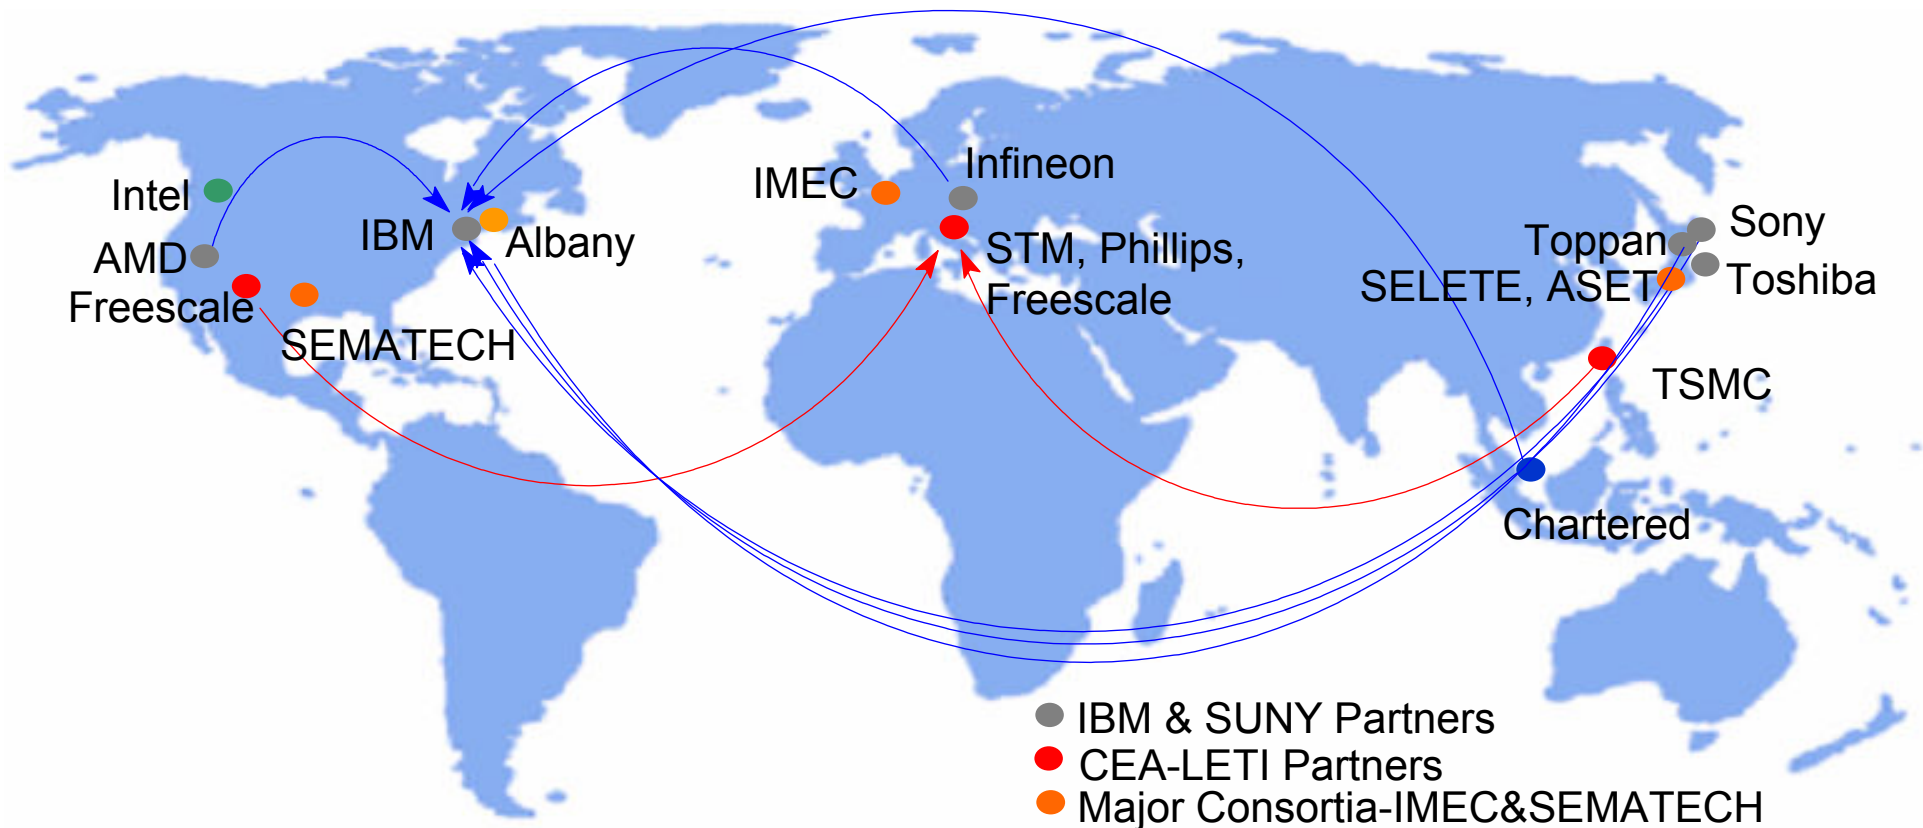 Intel
AMD
Freescale
SEMATECH
IBM
Albany
IMEC
Infineon
STM, Phillips,
Freescale
Toppan
Sony
SELETE, ASET
Toshiba
TSMC
Chartered
IBM & SUNY Partners
CEA-LETI Partners
Major Consortia-IMEC&SEMATECH